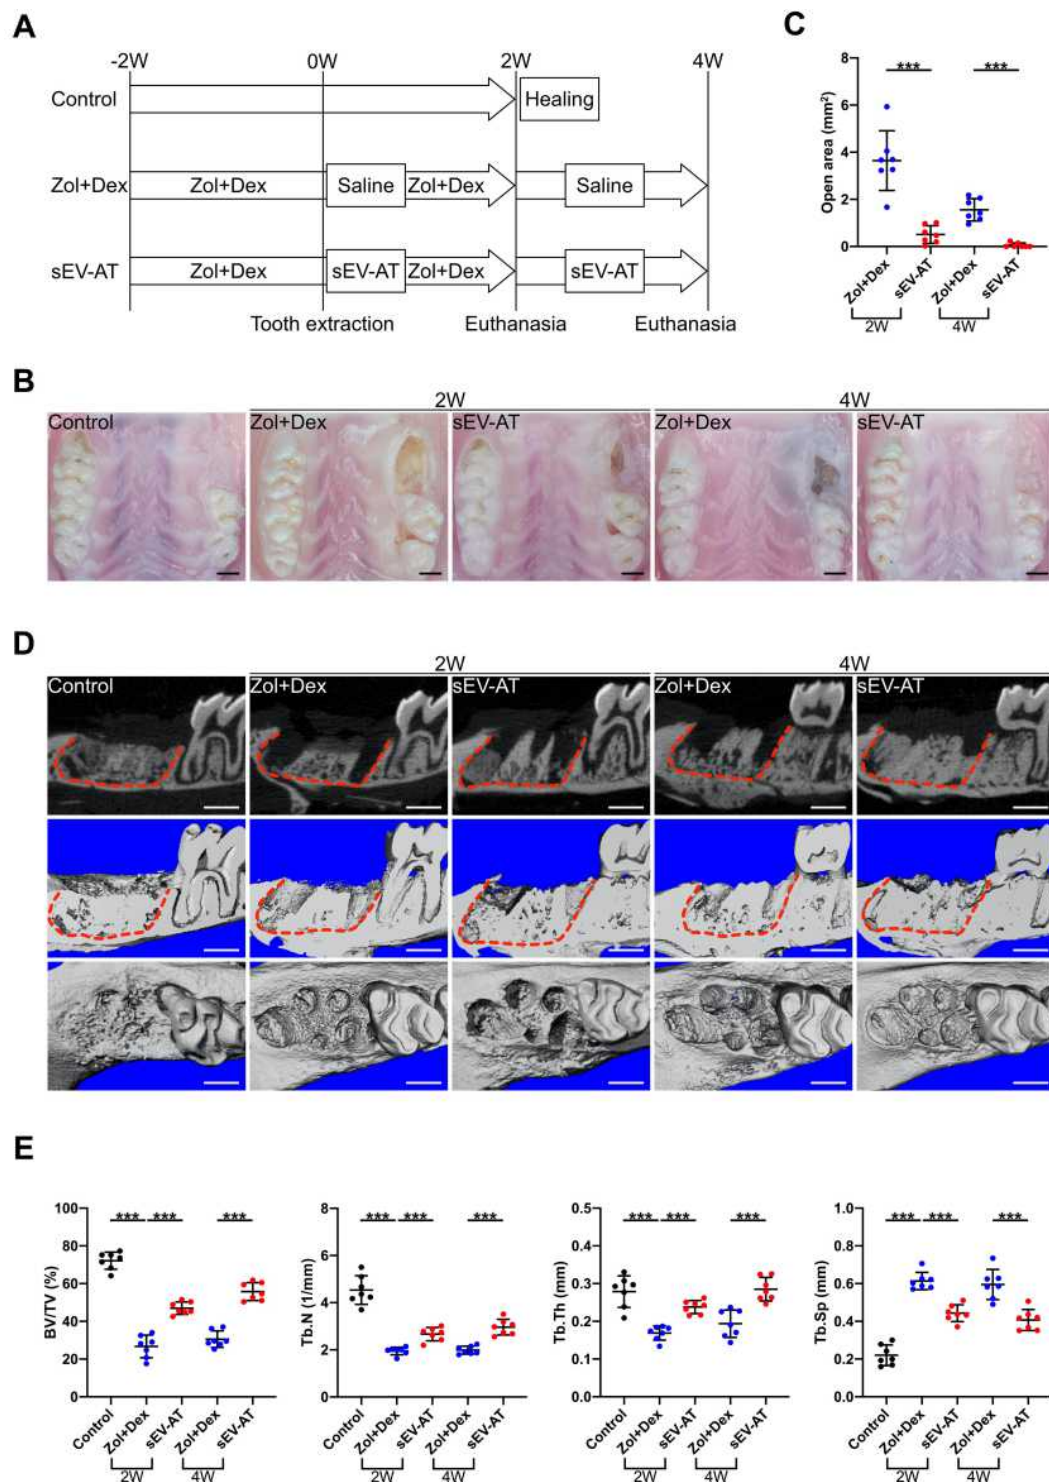 A
-2W 0W 2W 4W
Control Healing
Zol+Dex Zol+Dex Saline Zol+Dex Saline
sEV-AT Zol+Dex sEV-AT Zol+Dex sEV-AT
Tooth extraction Euthanasia Euthanasia
C
*** ***
8
6
4
2
0
Open area (mm²)
Zol+Dex sEV-AT Zol+Dex sEV-AT
2W 4W
B
2W 4W
Control Zol+Dex sEV-AT Zol+Dex sEV-AT
D
2W 4W
Control Zol+Dex sEV-AT Zol+Dex sEV-AT
E
*** *** ***
100
80
60
40
20
0
BV/TV (%)
Control Zol+Dex sEV-AT Zol+Dex sEV-AT
2W 4W
*** *** ***
8
6
4
2
0
Tb.N (1/mm)
Control Zol+Dex sEV-AT Zol+Dex sEV-AT
2W 4W
*** *** ***
0.5
0.4
0.3
0.2
0.1
0.0
Tb.Th (mm)
Control Zol+Dex sEV-AT Zol+Dex sEV-AT
2W 4W
*** *** ***
1.0
0.8
0.6
0.4
0.2
0.0
Tb.Sp (mm)
Control Zol+Dex sEV-AT Zol+Dex sEV-AT
2W 4W